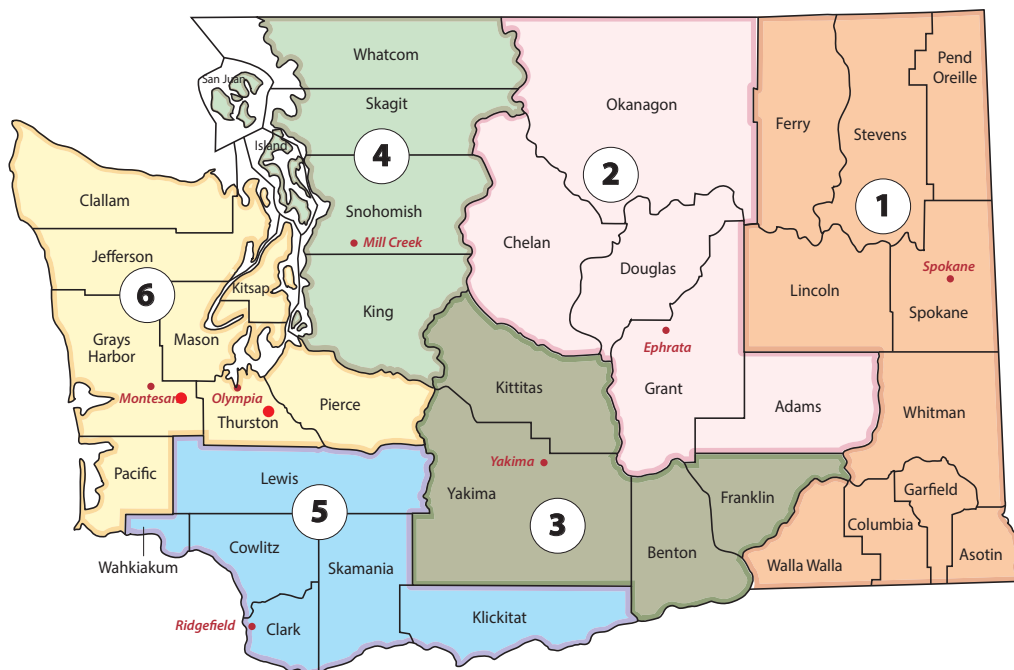 Whatcom
San Juan
Skagit
Island
4
Snohomish
Mill Creek
King
Okanagon
2
Chelan
Douglas
Ephrata
Grant
Adams
Ferry
Stevens
Pend
Oreille
1
Lincoln
Spokane
Spokane
Whitman
Garfield
Columbia
Asotin
Walla Walla
Clallam
Jefferson
6
Kitsap
Grays
Harbor
Mason
Montesan
Olympia
Thurston
Pierce
Pacific
Kittitas
Yakima
Yakima
3
Franklin
Benton
Lewis
5
Wahkiakum
Cowlitz
Skamania
Ridgefield
Clark
Klickitat